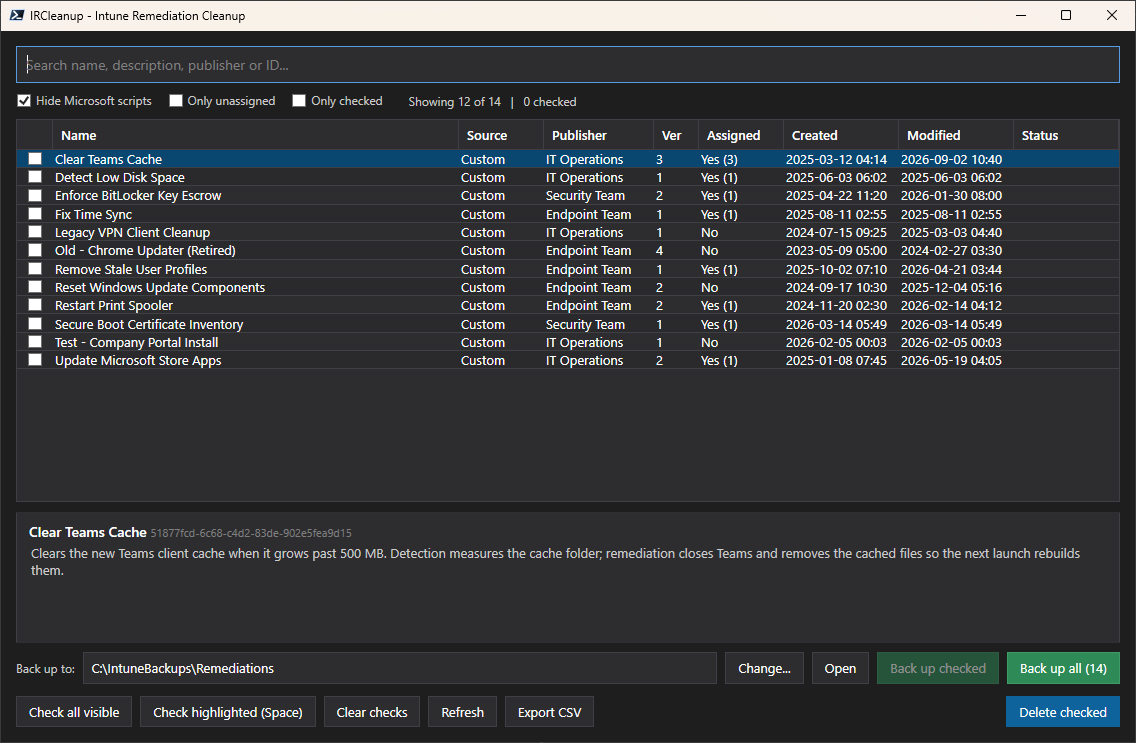 IRCleanup - Intune Remediation Cleanup
Search name, description, publisher or ID...
Hide Microsoft scripts Only unassigned Only checked Showing 12 of 14 | 0 checked
Name Source Publisher Ver Assigned Created Modified Status
Clear Teams Cache Custom IT Operations 3 Yes (3) 2025-03-12 04:14 2026-09-02 10:40
Detect Low Disk Space Custom IT Operations 1 Yes (1) 2025-06-03 06:02 2025-06-03 06:02
Enforce BitLocker Key Escrow Custom Security Team 2 Yes (1) 2025-04-22 11:20 2026-01-30 08:00
Fix Time Sync Custom Endpoint Team 1 Yes (1) 2025-08-11 02:55 2025-08-11 02:55
Legacy VPN Client Cleanup Custom IT Operations 1 No 2024-07-15 09:25 2025-03-03 04:40
Old - Chrome Updater (Retired) Custom Endpoint Team 4 No 2023-05-09 05:00 2024-02-27 03:30
Remove Stale User Profiles Custom Endpoint Team 1 Yes (1) 2025-10-02 07:10 2026-04-21 03:44
Reset Windows Update Components Custom Endpoint Team 2 No 2024-09-17 10:30 2025-12-04 05:16
Restart Print Spooler Custom Endpoint Team 2 Yes (1) 2024-11-20 02:30 2026-02-14 04:12
Secure Boot Certificate Inventory Custom Security Team 1 Yes (1) 2026-03-14 05:49 2026-03-14 05:49
Test - Company Portal Install Custom IT Operations 1 No 2026-02-05 00:03 2026-02-05 00:03
Update Microsoft Store Apps Custom IT Operations 2 Yes (1) 2025-01-08 07:45 2026-05-19 04:05
Clear Teams Cache 51877fcd-6c68-c4d2-83de-902e5fea9d15
Clears the new Teams client cache when it grows past 500 MB. Detection measures the cache folder; remediation closes Teams and removes the cached files so the next launch rebuilds
them.
Back up to: C:\IntuneBackups\Remediations Change... Open Back up checked Back up all (14)
Check all visible Check highlighted (Space) Clear checks Refresh Export CSV Delete checked